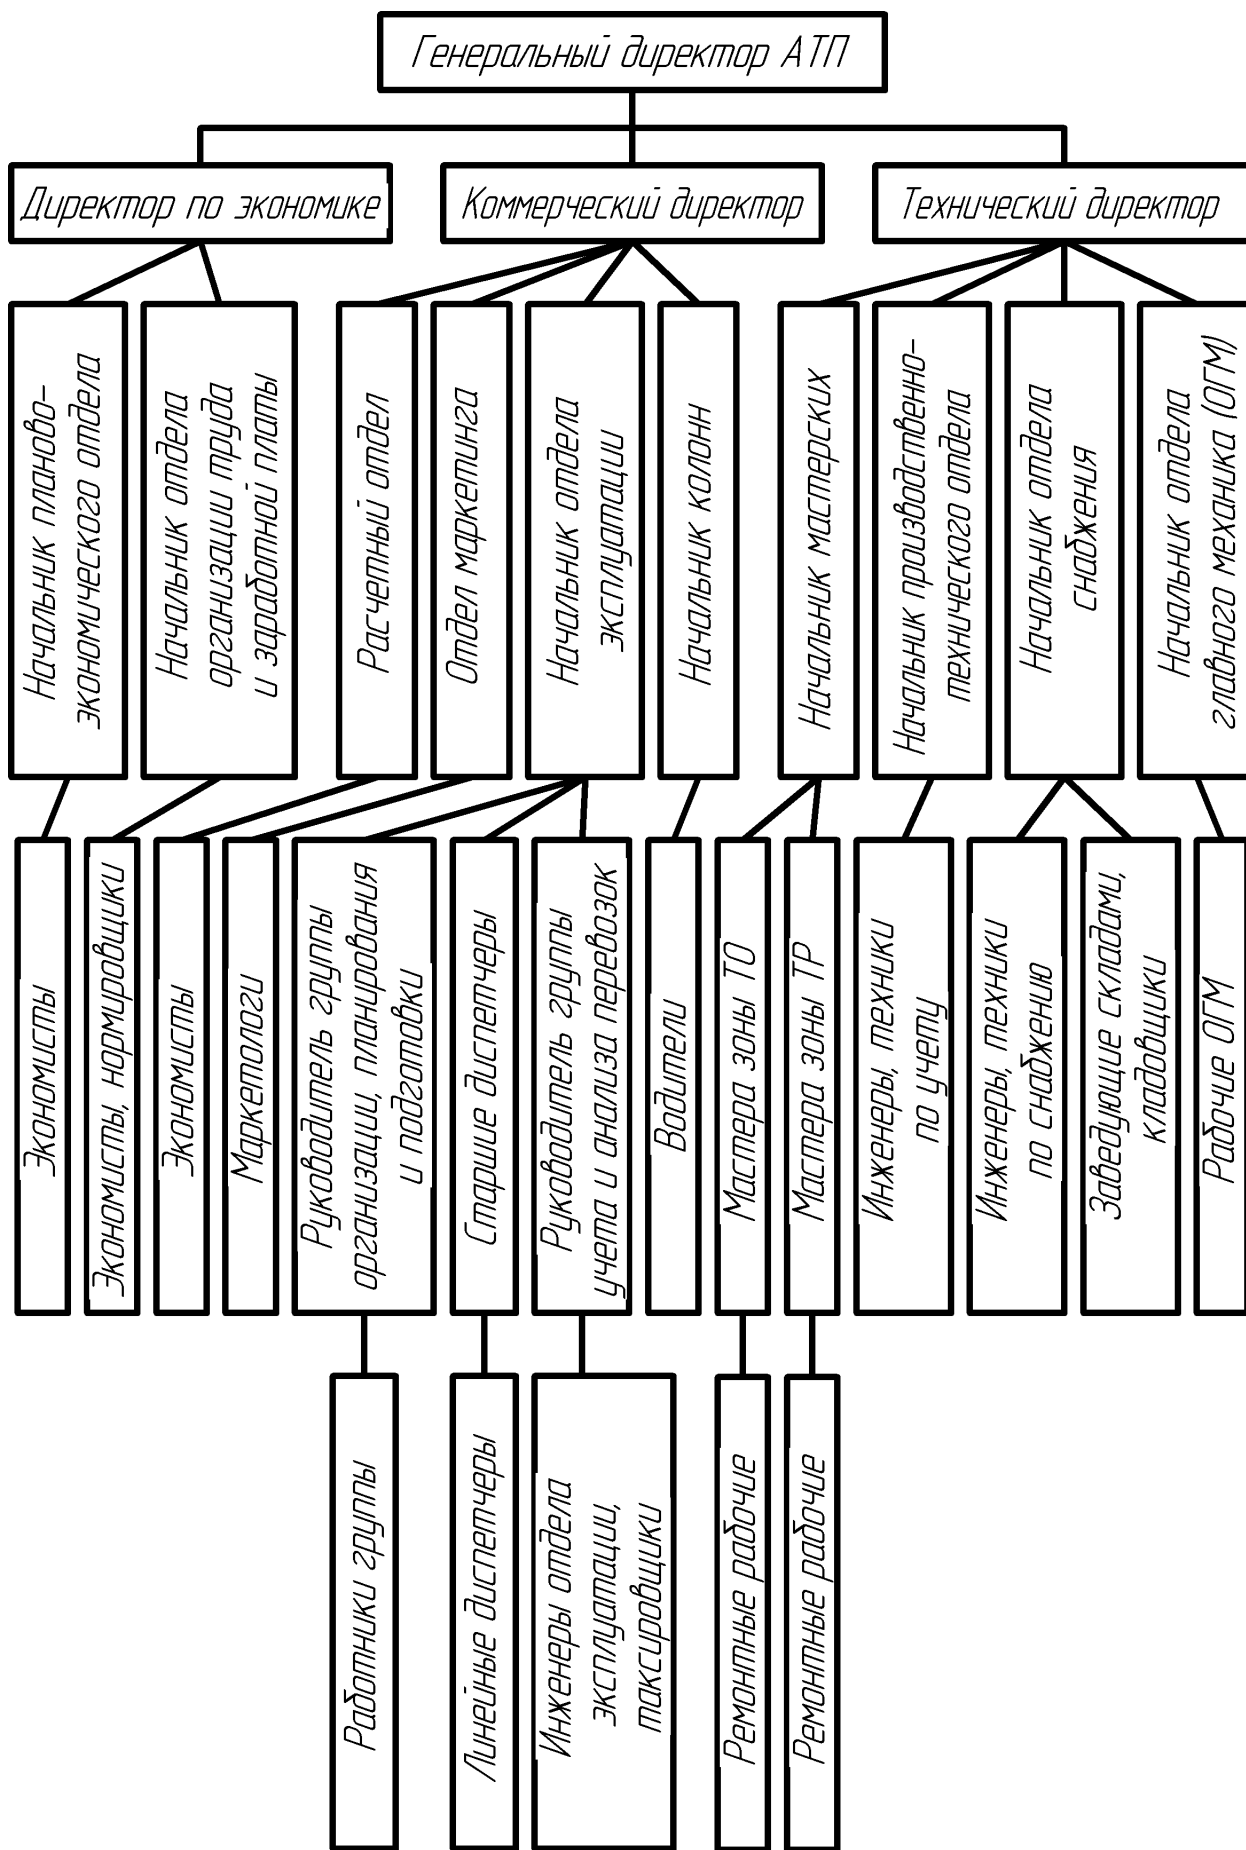 Генеральный директор АТП
Директор по экономике
Коммерческий директор
Технический директор
Начальник планово-
экономического отдела
Начальник отдела
организации труда
и заработной платы
Расчетный отдел
Отдел маркетинга
Начальник отдела
эксплуатации
Начальник колонн
Начальник мастерских
Начальник призводственно-
технического отдела
Начальник отдела
снабжения
Начальник отдела
главного механика (ОГМ)
Экономисты
Экономисты, нормировщики
Экономисты
Маркетологи
Руководитель группы
организации, планирования
и подготовки
Старшие диспетчеры
Руководитель группы
учета и анализа перевозок
Водители
Мастера зоны ТО
Мастера зоны ТР
Инженеры, техники
по учету
Инженеры, техники
по снабжению
Заведующие складами,
кладовщики
Рабочие ОГМ
Работники группы
Линейные диспетчеры
Инженеры отдела
эксплуатации,
таксировщики
Ремонтные рабочие
Ремонтные рабочие